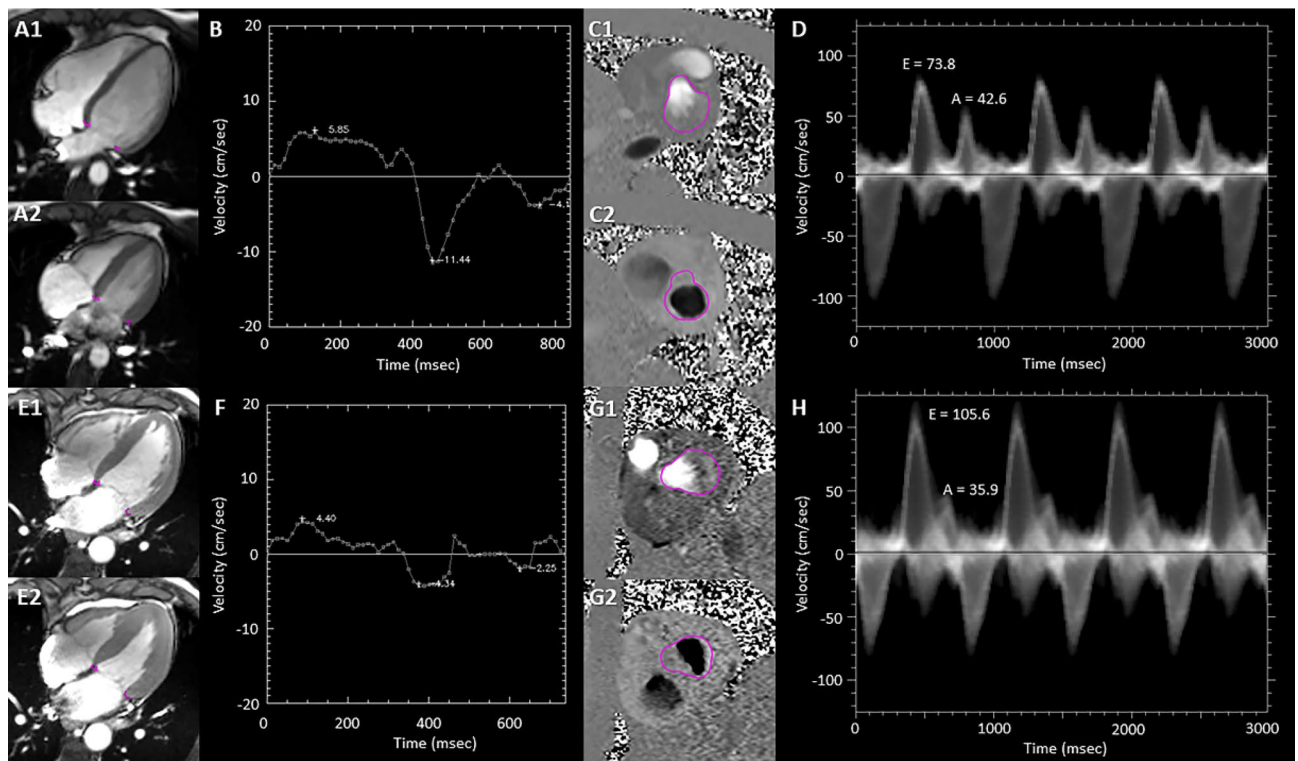 A1
A2
B
Velocity (cm/sec)
20
10
0
-10
-20
5.85
-11.44
0
200
400
600
800
Time (msec)
C1
C2
D
Velocity (cm/sec)
100
50
0
-50
-100
E = 73.8
A = 42.6
0
1000
2000
3000
Time (msec)
E1
E2
F
Velocity (cm/sec)
20
10
0
-10
-20
4.40
-4.34
-2.25
0
200
400
600
Time (msec)
G1
G2
H
Velocity (cm/sec)
100
50
0
-50
-100
E = 105.6
A = 35.9
0
1000
2000
3000
Time (msec)